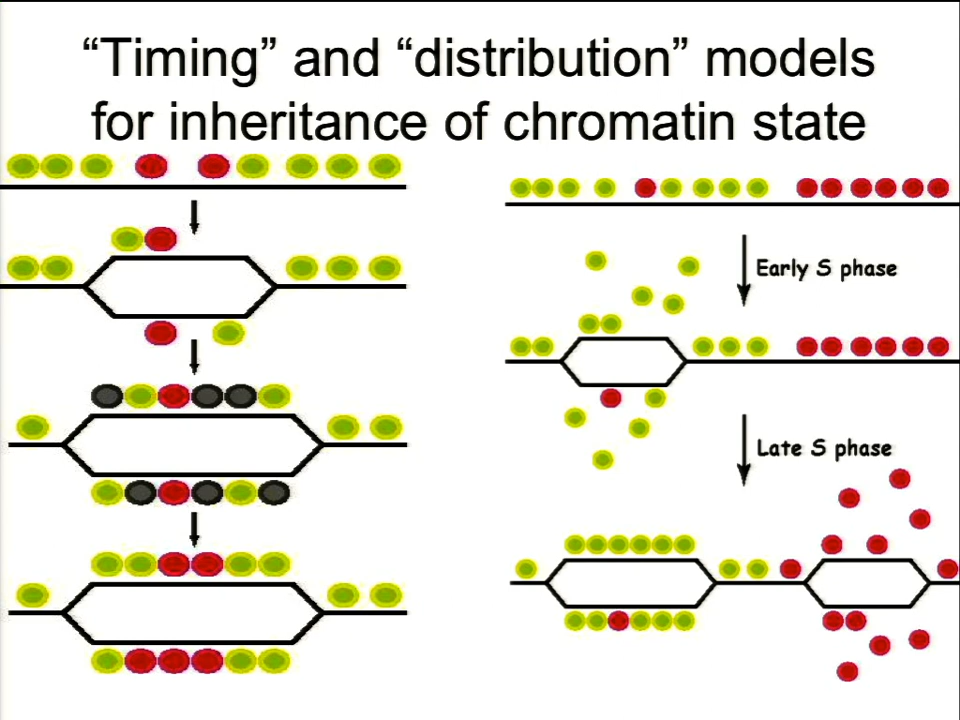 “Timing” and “distribution” models
for inheritance of chromatin state
Early S phase
Late S phase